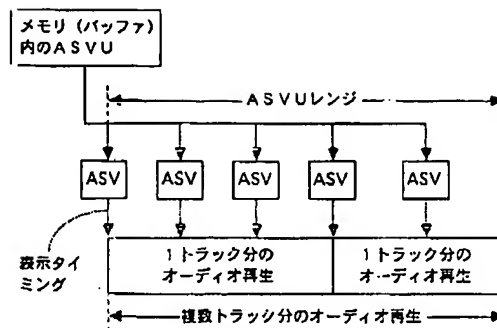 メモリ（バッファ）
内のASVU
ASVUレンジ
ASV ASV ASV ASV ASV
表示タイ
ミング
1トラック分の
オーディオ再生
1トラック分の
オーディオ再生
複数トラック分のオーディオ再生